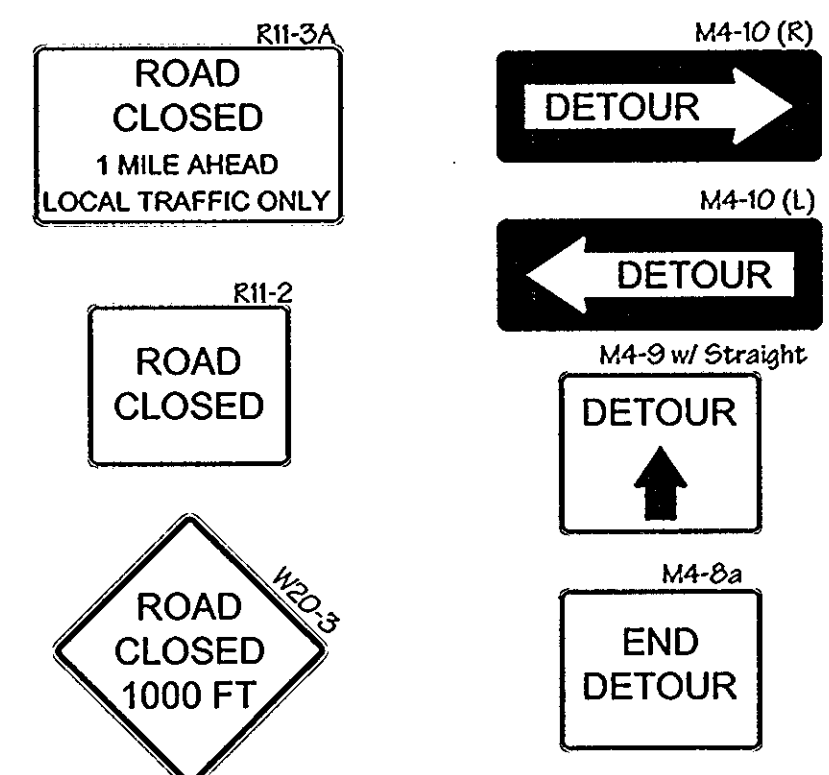 R11-3A
ROAD
CLOSED
1 MILE AHEAD
LOCAL TRAFFIC ONLY
R11-2
ROAD
CLOSED
W20-3
ROAD
CLOSED
1000 FT
M4-10 (R)
DETOUR
M4-10 (L)
DETOUR
M4-9 w/ Straight
DETOUR
M4-8a
END
DETOUR